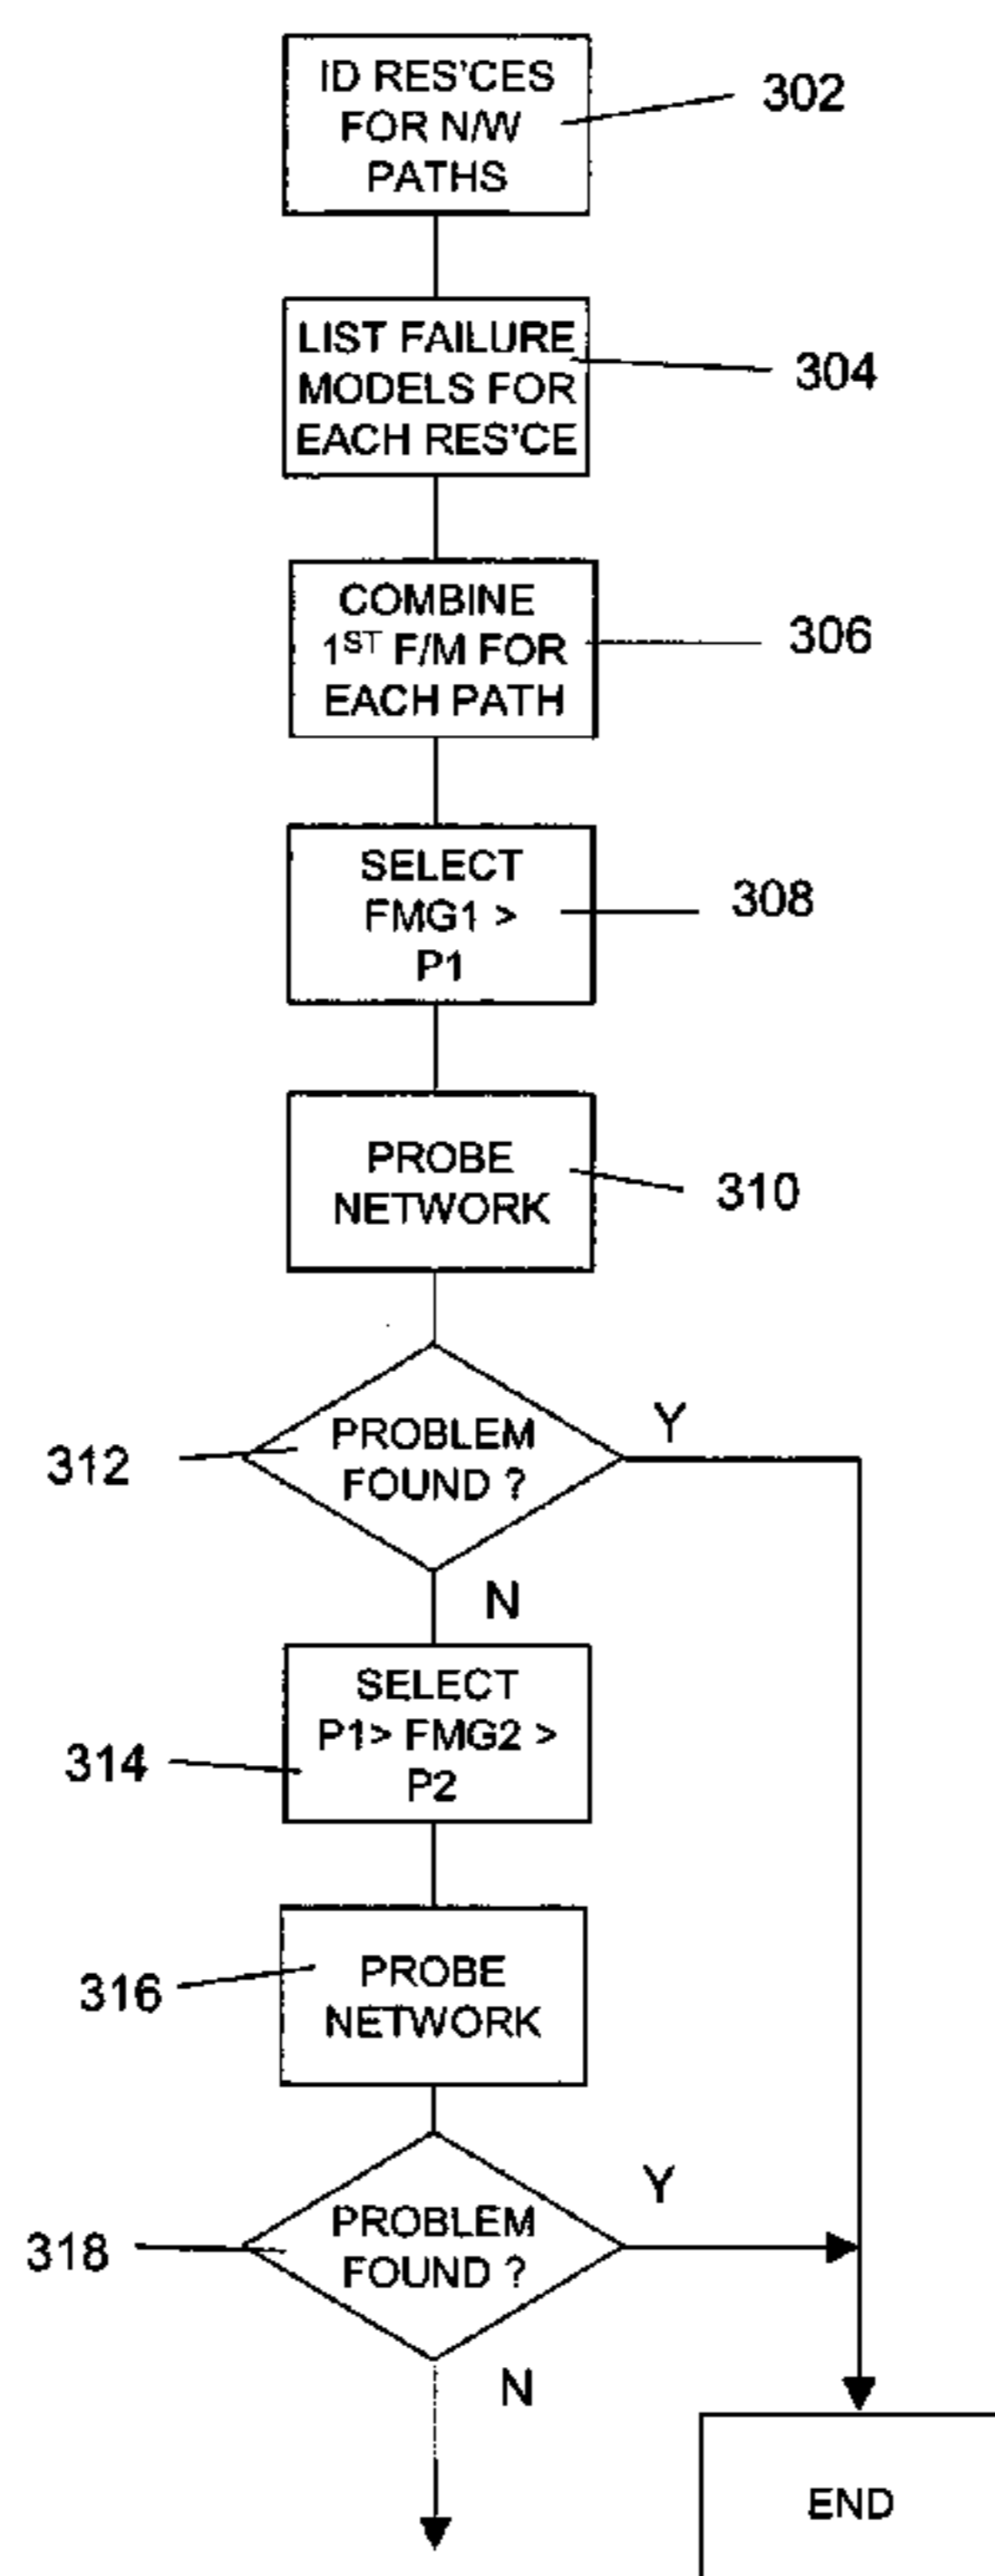 ID RES'CES
FOR N/W
PATHS
302
LIST FAILURE
MODELS FOR
EACH RES'CE
304
COMBINE
1ST F/M FOR
EACH PATH
306
SELECT
FMG1 >
P1
308
PROBE
NETWORK
310
PROBLEM
FOUND ?
312
Y
N
SELECT
P1> FMG2 >
P2
314
PROBE
NETWORK
316
PROBLEM
FOUND ?
318
Y
N
END